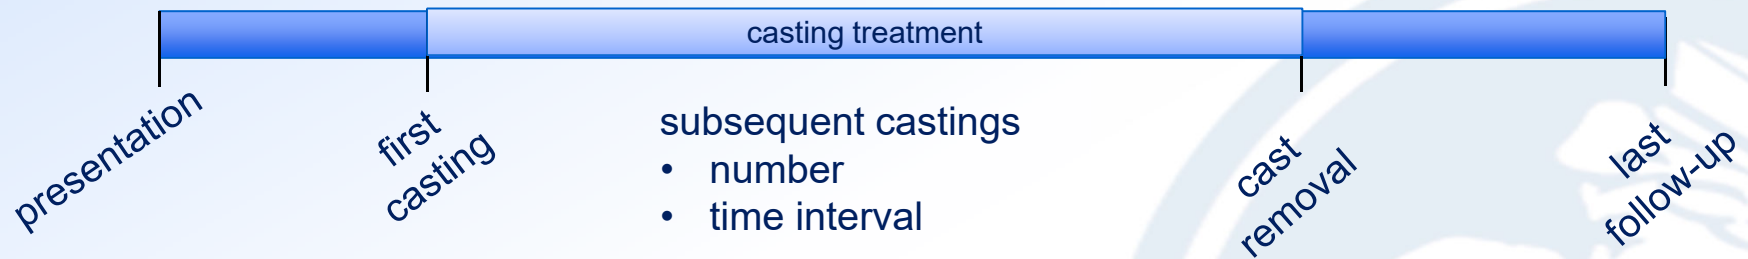 casting treatment
presentation
first
casting
subsequent castings
• number
• time interval
cast
removal
last
follow-up